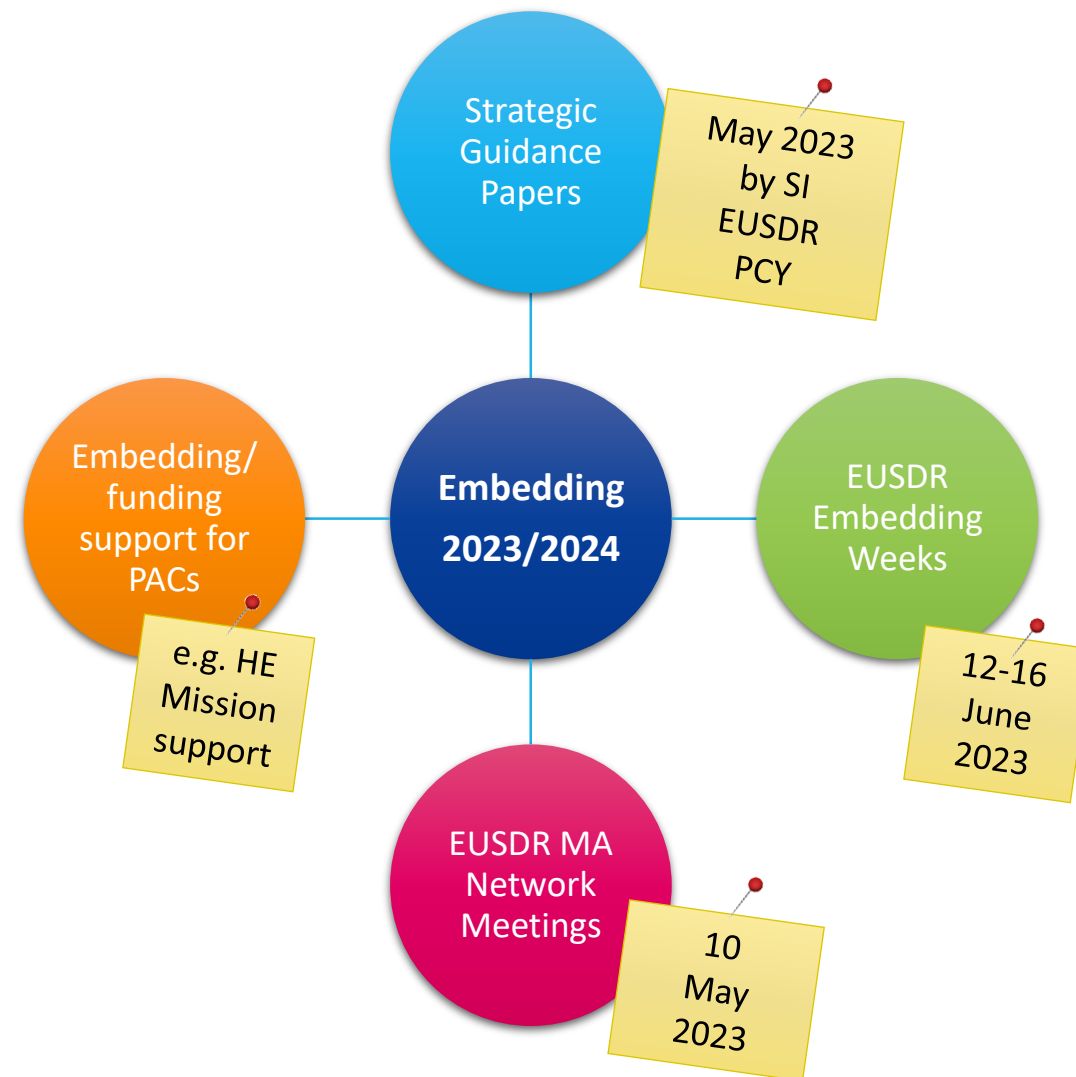 Strategic
Guidance
Papers
May 2023
by SI
EUSDR
PCY
Embedding/
funding
support for
PACs
e.g. HE
Mission
support
Embedding
2023/2024
EUSDR
Embedding
Weeks
12-16
June
2023
EUSDR MA
Network
Meetings
10
May
2023